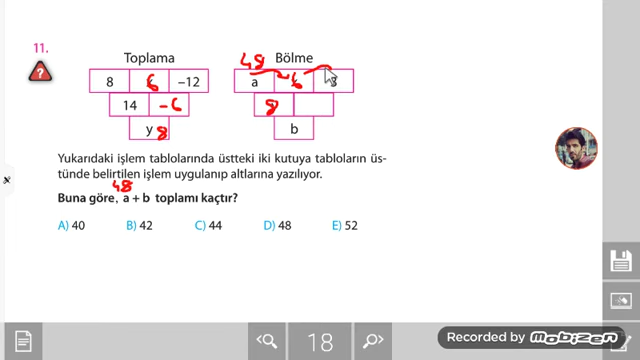 11.
Toplama
Bölme
48
8 6 -12
a 6 3
14 -6
8
y 8
b
Yukarıdaki işlem tablolarında üstteki iki kutuya tabloların üs-
tünde belirtilen işlem uygulanıp altlarına yazılıyor.
48
Buna göre, a + b toplamı kaçtır?
A) 40 B) 42 C) 44 D) 48 E) 52
18
Recorded by
mobizen